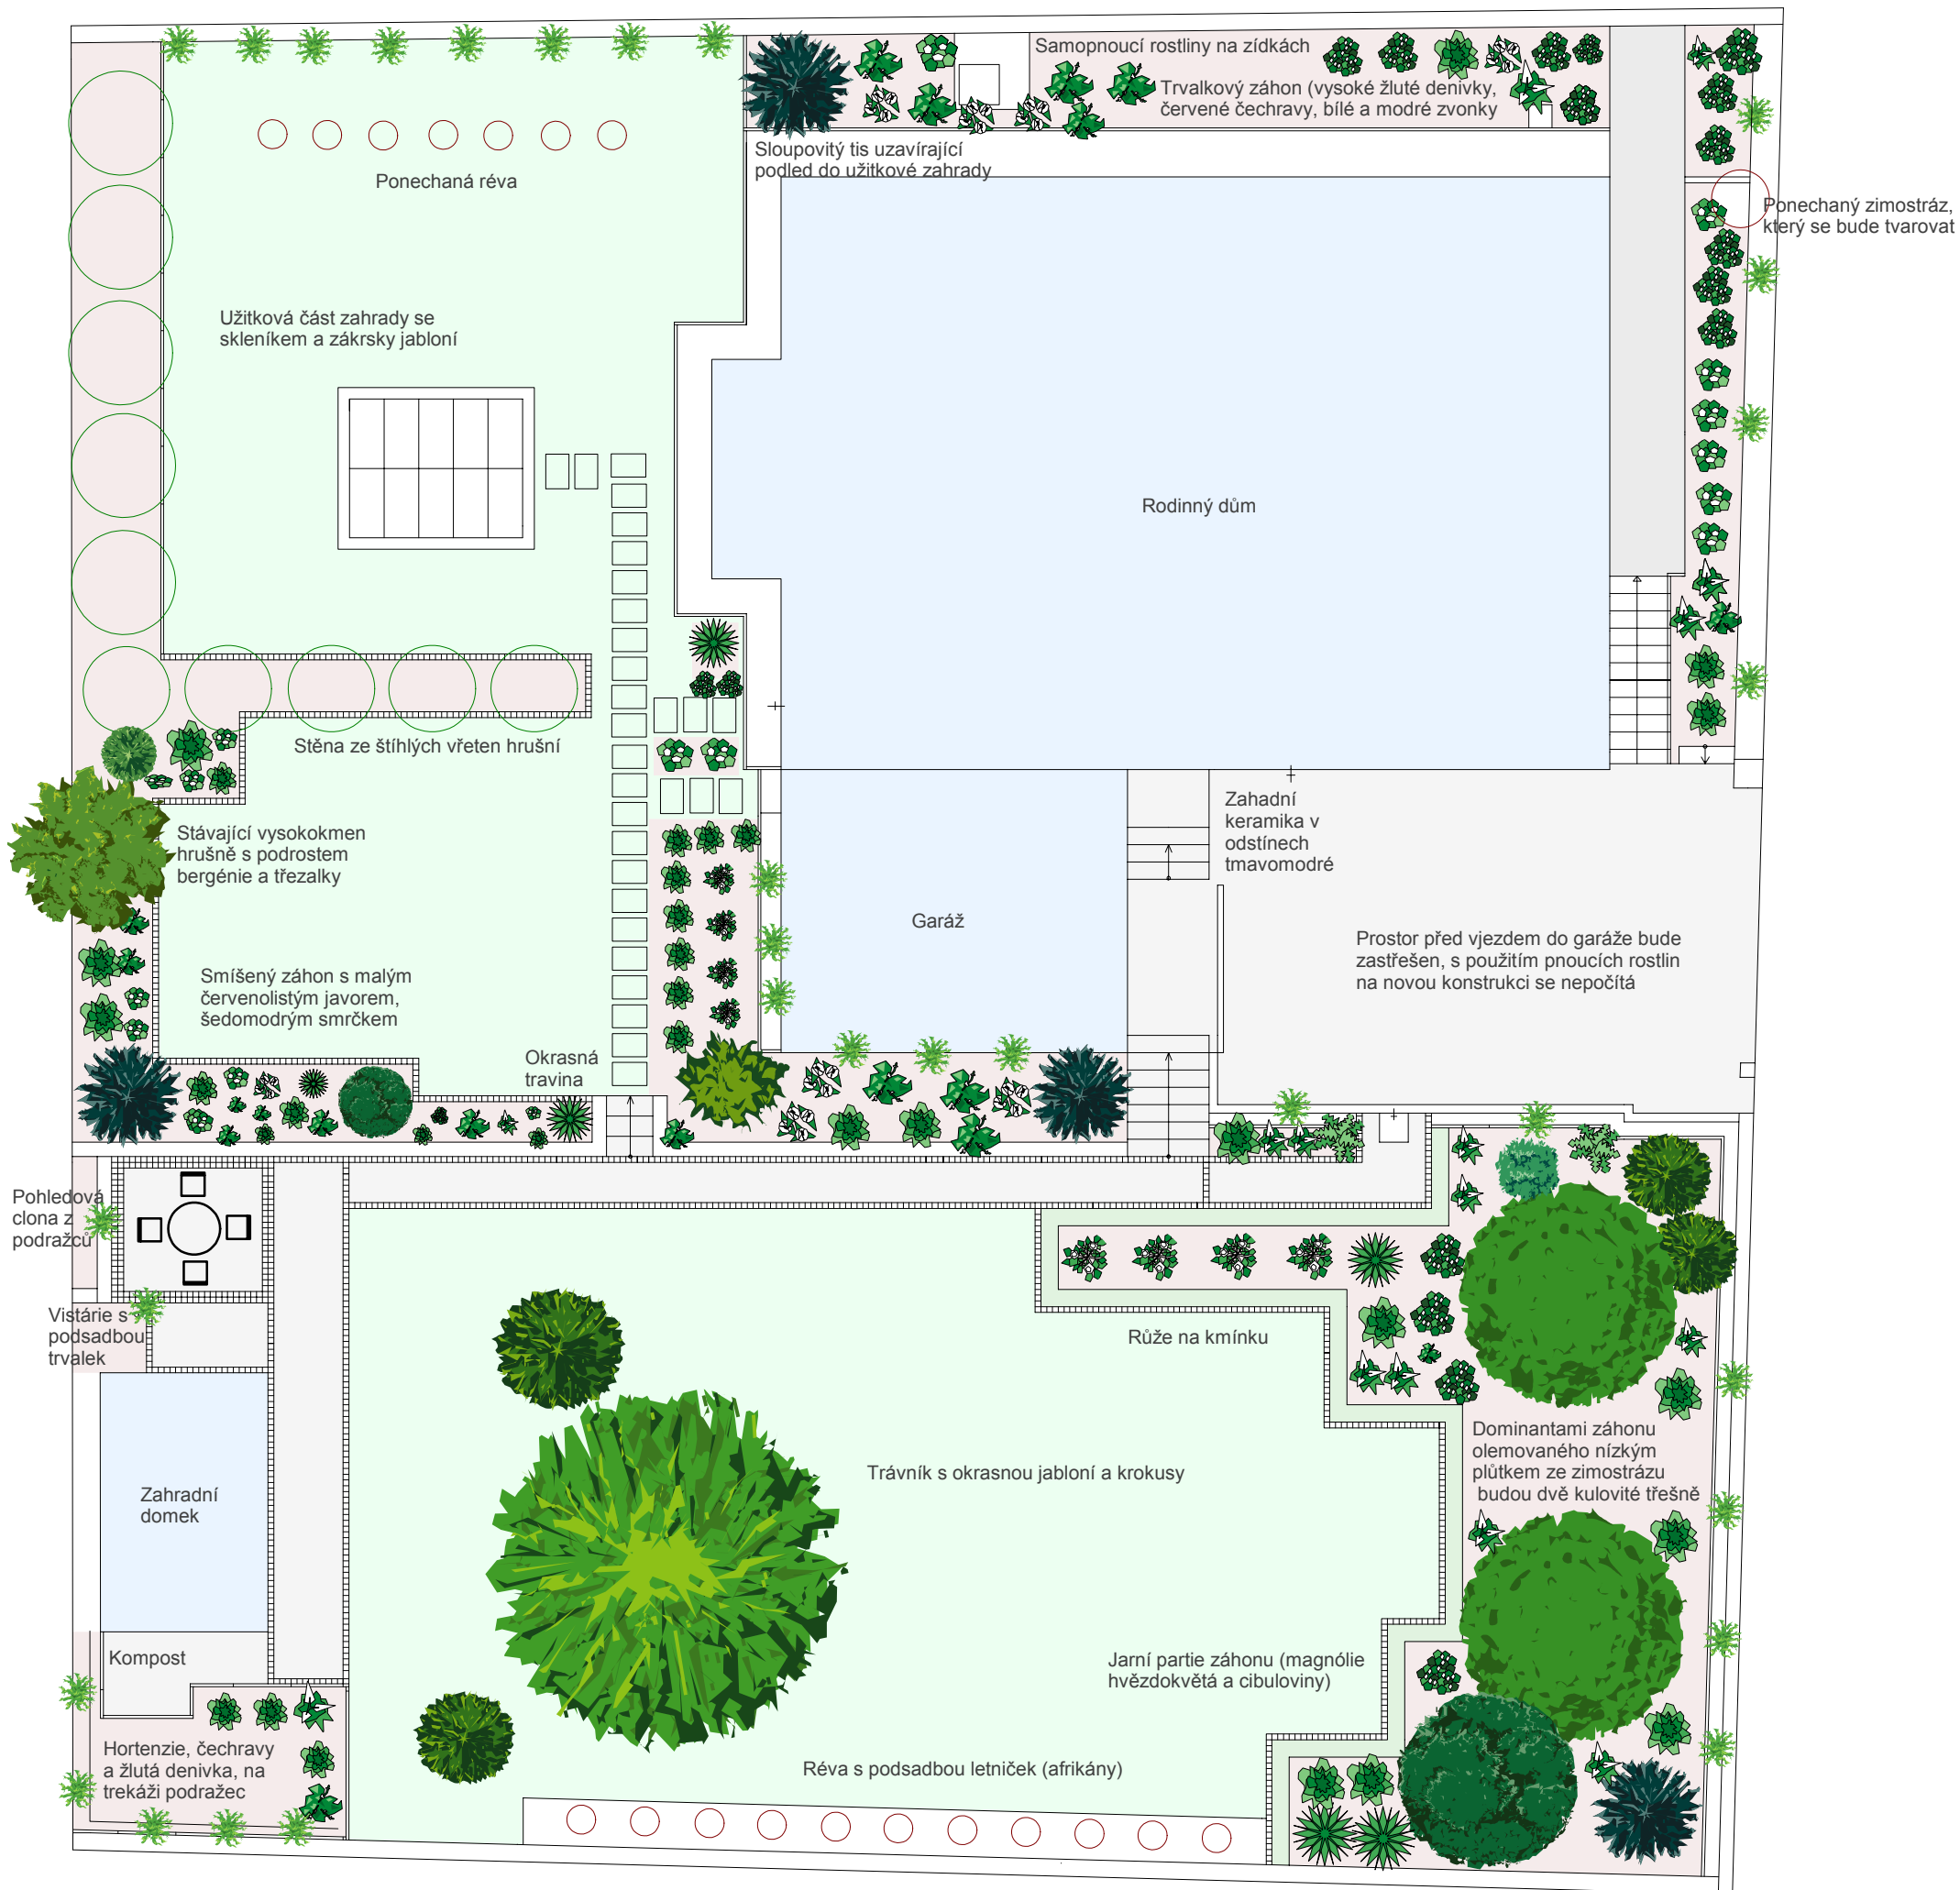 Samopnoucí rostliny na zídkách
Trvalkový záhon (vysoké žluté denivky,
červené čechravy, bílé a modré zvonky
Sloupovitý tis uzavírající
podled do užitkové zahrady
Ponechaná réva
Ponechaný zimostráz,
který se bude tvarovat
Užitková část zahrady se
skleníkem a zákrsky jabloní
Rodinný dům
Stěna ze štíhlých vřeten hrušní
Zahadní
keramika v
odstínech
tmavomodré
Stávající vysokokmen
hrušně s podrostem
bergénie a třezalky
Garáž
Prostor před vjezdem do garáže bude
zastřešen, s použitím pnoucích rostlin
na novou konstrukci se nepočítá
Smíšený záhon s malým
červenolistým javorem,
šedomodrým smrčkem
Okrasná
travina
Pohledová
clona z
podražců
Vistárie s
podsadbou
trvalek
Růže na kmínku
Dominantami záhonu
olemovaného nízkým
plůtkem ze zimostrázu
budou dvě kulovité třešně
Trávník s okrasnou jabloní a krokusy
Zahradní
domek
Kompost
Jarní partie záhonu (magnólie
hvězdokvětá a cibuloviny)
Hortenzie, čechravy
a žlutá denivka, na
trekáži podražec
Réva s podsadbou letniček (afrikány)